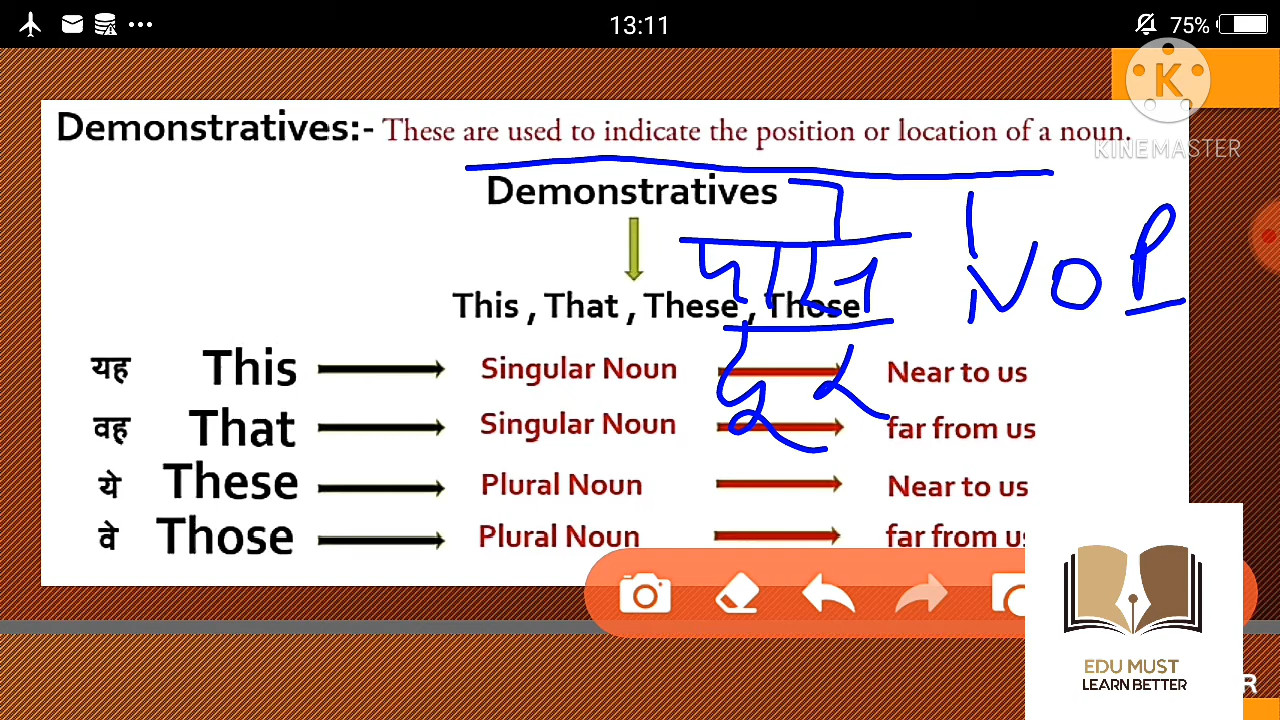 13:11
75%
K
KINEMASTER
Demonstratives:- These are used to indicate the position or location of a noun.
Demonstratives
This , That , These , Those
N O P
यह This Singular Noun Near to us
वह That Singular Noun far from us
ये These Plural Noun Near to us
वे Those Plural Noun far from us
EDU MUST
LEARN BETTER
R